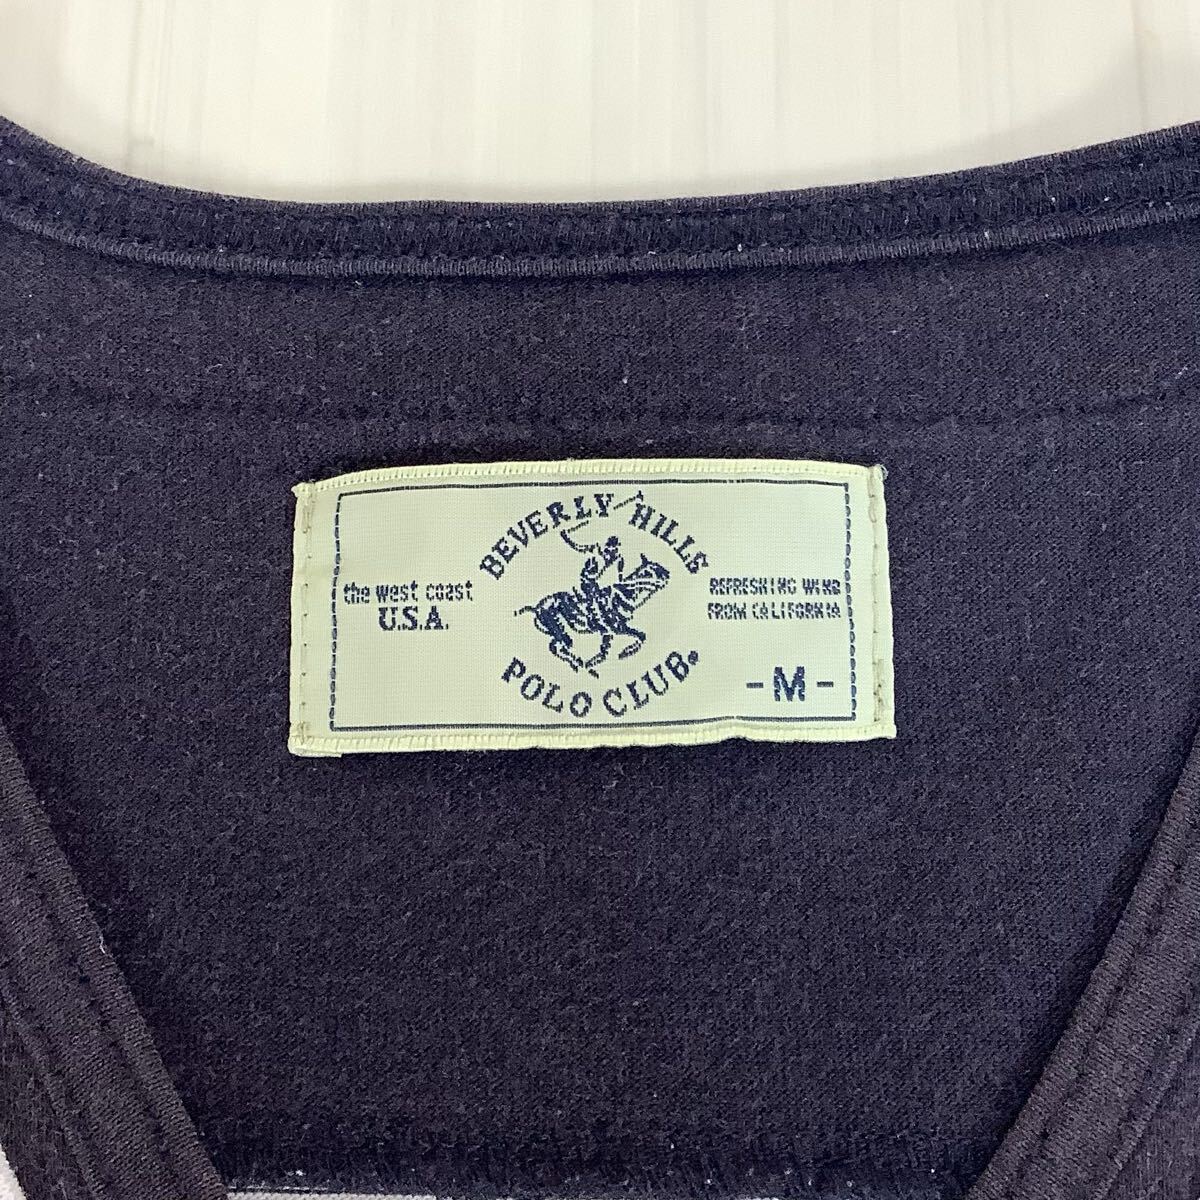 BEVERLY HILLS
the west coast
U.S.A.
REFRESHING WIND
FROM CALIFORNIA
POLO CLUB®
- M -